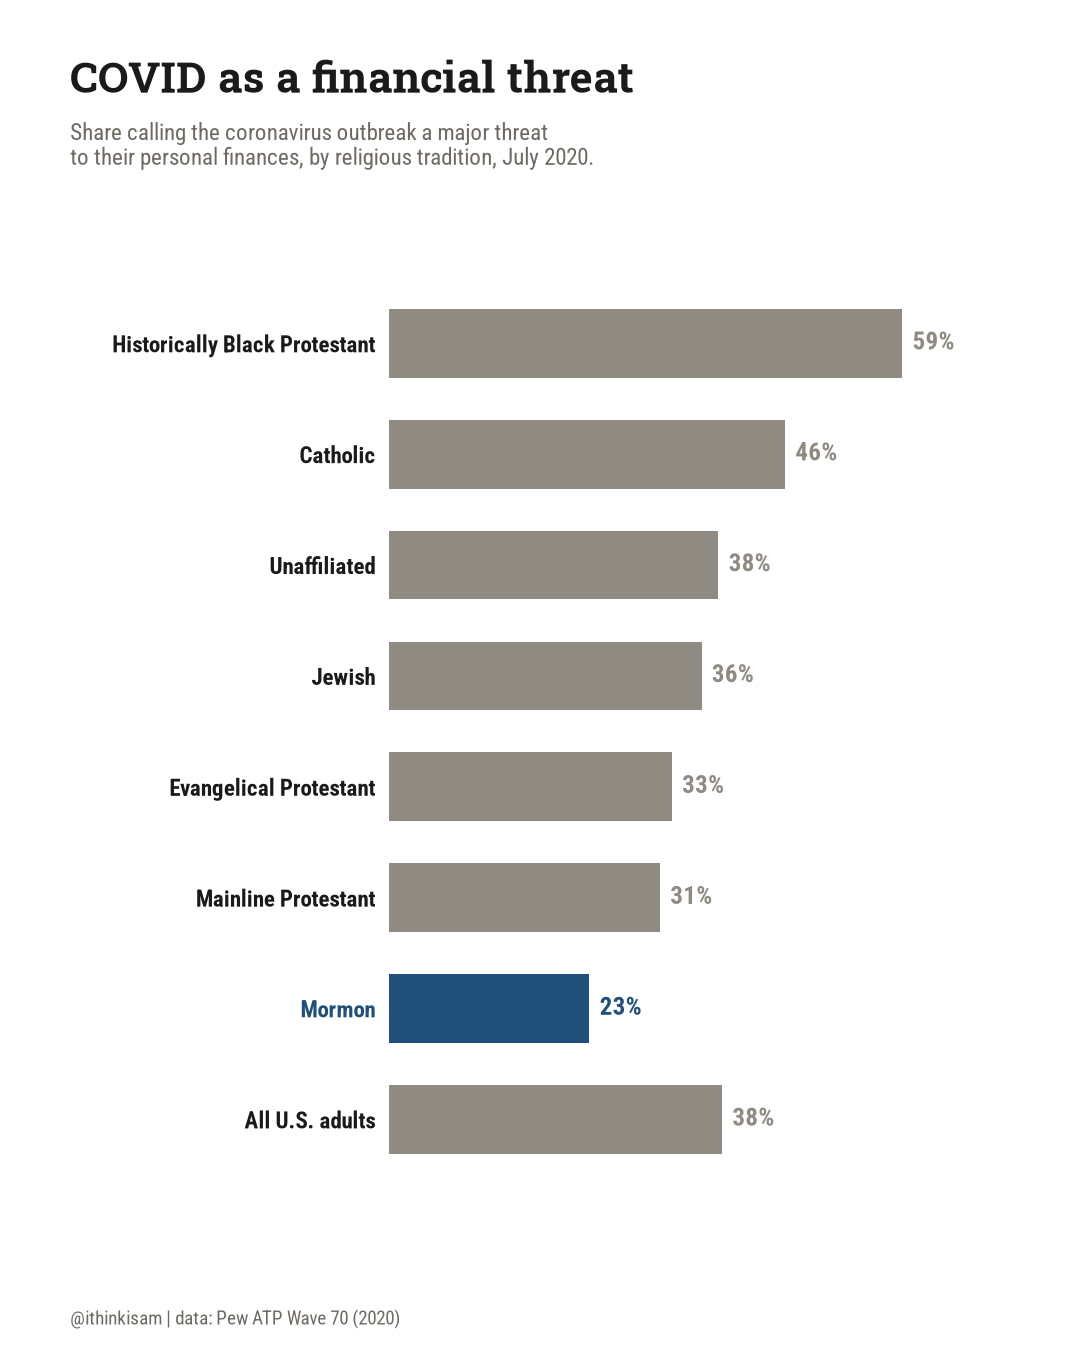 COVID as a financial threat
Share calling the coronavirus outbreak a major threat
to their personal finances, by religious tradition, July 2020.
Historically Black Protestant 59%
Catholic 46%
Unaffiliated 38%
Jewish 36%
Evangelical Protestant 33%
Mainline Protestant 31%
Mormon 23%
All U.S. adults 38%
@ithinkisam | data: Pew ATP Wave 70 (2020)